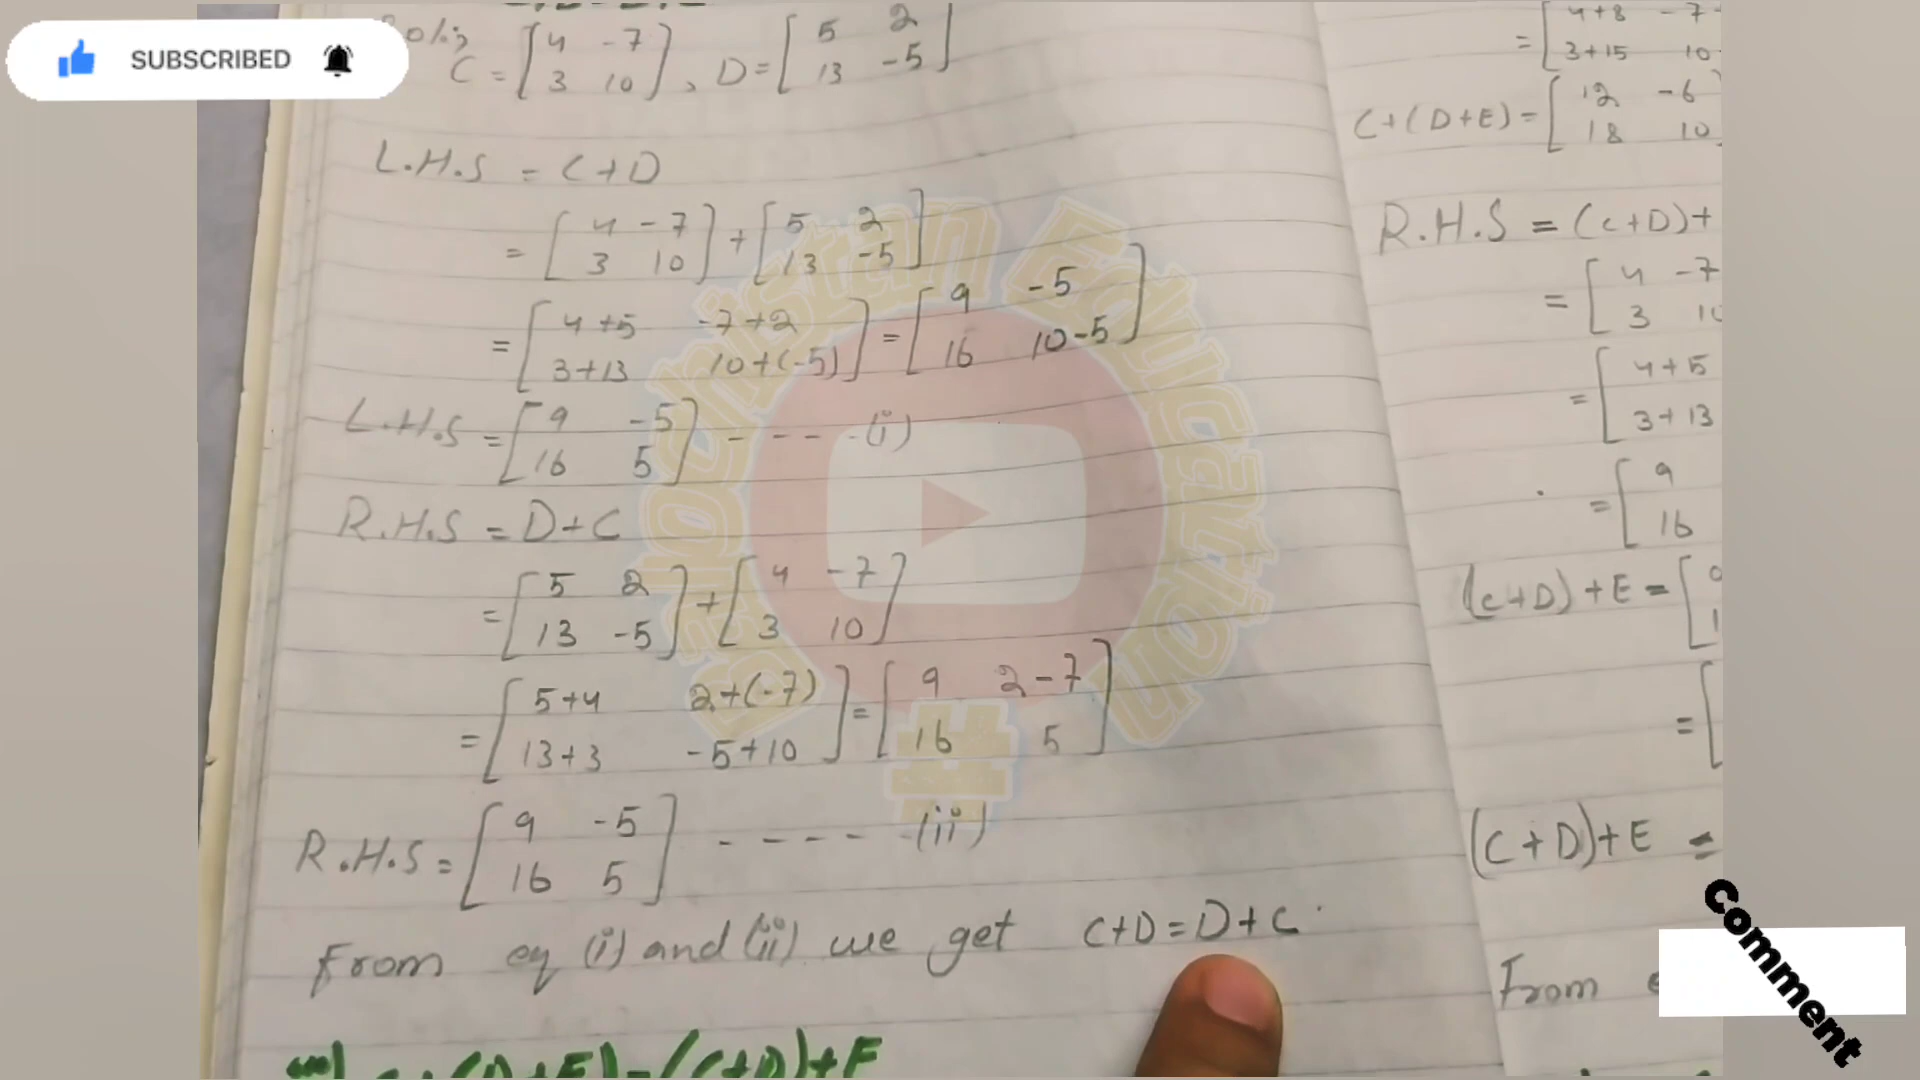 SUBSCRIBED
C = [ 4 -7
3 10 ] , D = [ 5 2
13 -5 ]
L.H.S = C+D
= [ 4 -7
3 10 ] + [ 5 2
13 -5 ]
= [ 4+5 -7+2
3+13 10+(-5) ] = [ 9 -5
16 10-5 ]
L.H.S = [ 9 -5
16 5 ] - - - - (i)
R.H.S = D+C
= [ 5 2
13 -5 ] + [ 4 -7
3 10 ]
= [ 5+4 2+(-7)
13+3 -5+10 ] = [ 9 2-7
16 5 ]
R.H.S = [ 9 -5
16 5 ] - - - - -(ii)
From eq (i) and (ii) we get C+D = D+C.
(D+E) = (C+D)+E
= [ 4+8 -7
3+15 10
C+(D+E) = [ 12 -6
18 10
R.H.S = (C+D)+
= [ 4 -7
3 10
= [ 4+5
3+13
= [ 9
16
(C+D)+E = [ 9
1
= [
(C+D)+E =
From
Comment